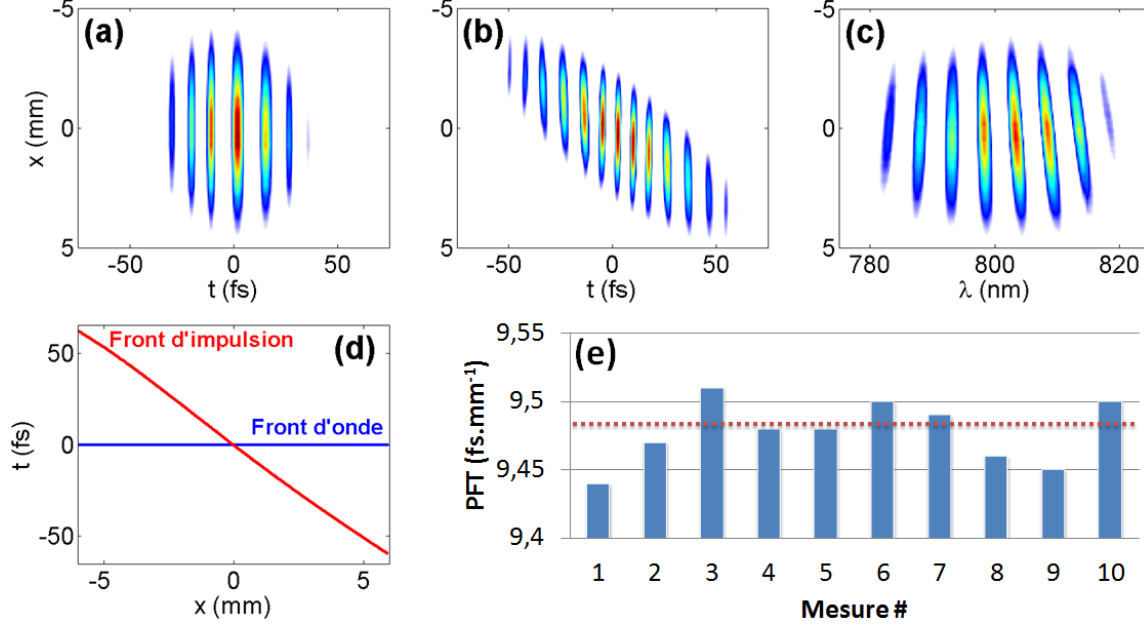 (a)
-5
0
5
x (mm)
-50 0 50
t (fs)
(b)
-5
0
5
-50 0 50
t (fs)
(c)
-5
0
5
780 800 820
λ (nm)
Front d'impulsion
(d)
Front d'onde
50
0
-50
t (fs)
-5 0 5
x (mm)
(e)
9,55
9,5
9,45
9,4
PFT (fs.mm⁻¹)
1 2 3 4 5 6 7 8 9 10
Mesure #